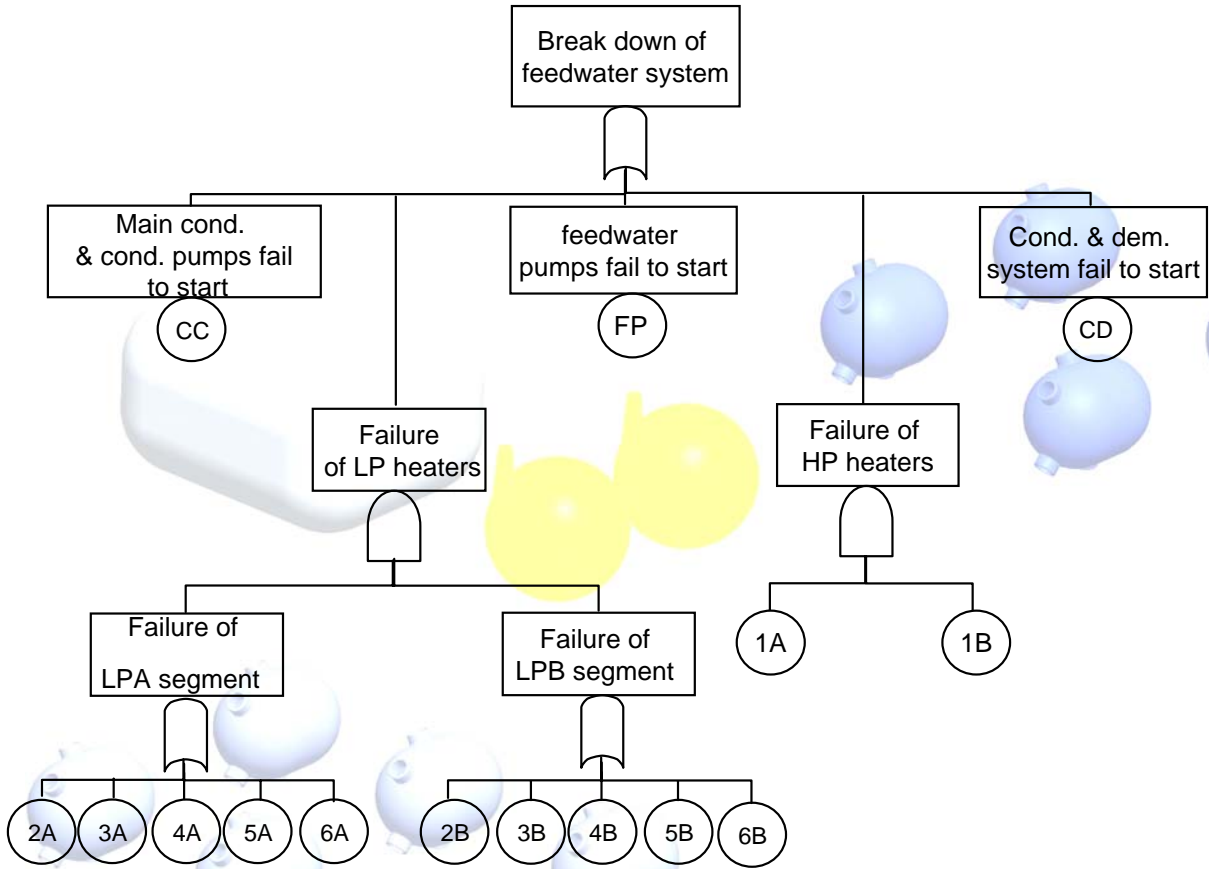 Break down of
feedwater system
Main cond.
& cond. pumps fail
to start
feedwater
pumps fail to start
Cond. & dem.
system fail to start
CC
FP
CD
Failure
of LP heaters
Failure of
HP heaters
Failure of
LPA segment
Failure of
LPB segment
1A
1B
2A
3A
4A
5A
6A
2B
3B
4B
5B
6B